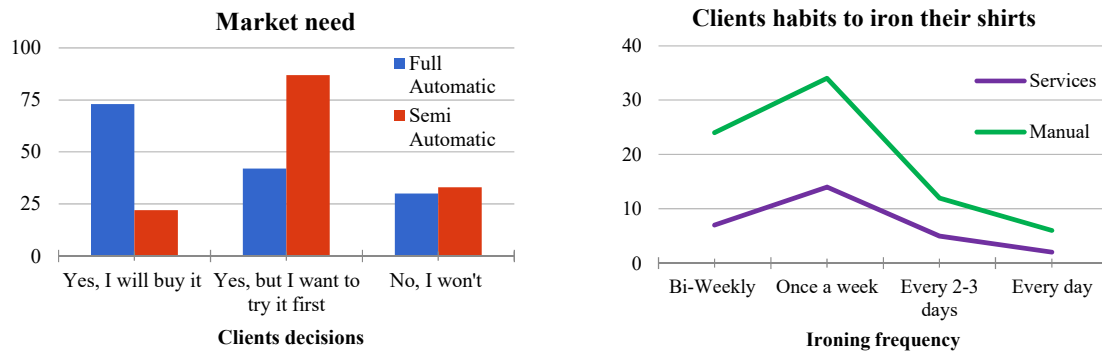 Market need
100
75
50
25
0
Full
Automatic
Semi
Automatic
Yes, I will buy it
Yes, but I want to
try it first
No, I won't
Clients decisions
Clients habits to iron their shirts
40
30
20
10
0
Services
Manual
Bi-Weekly
Once a week
Every 2-3
days
Every day
Ironing frequency